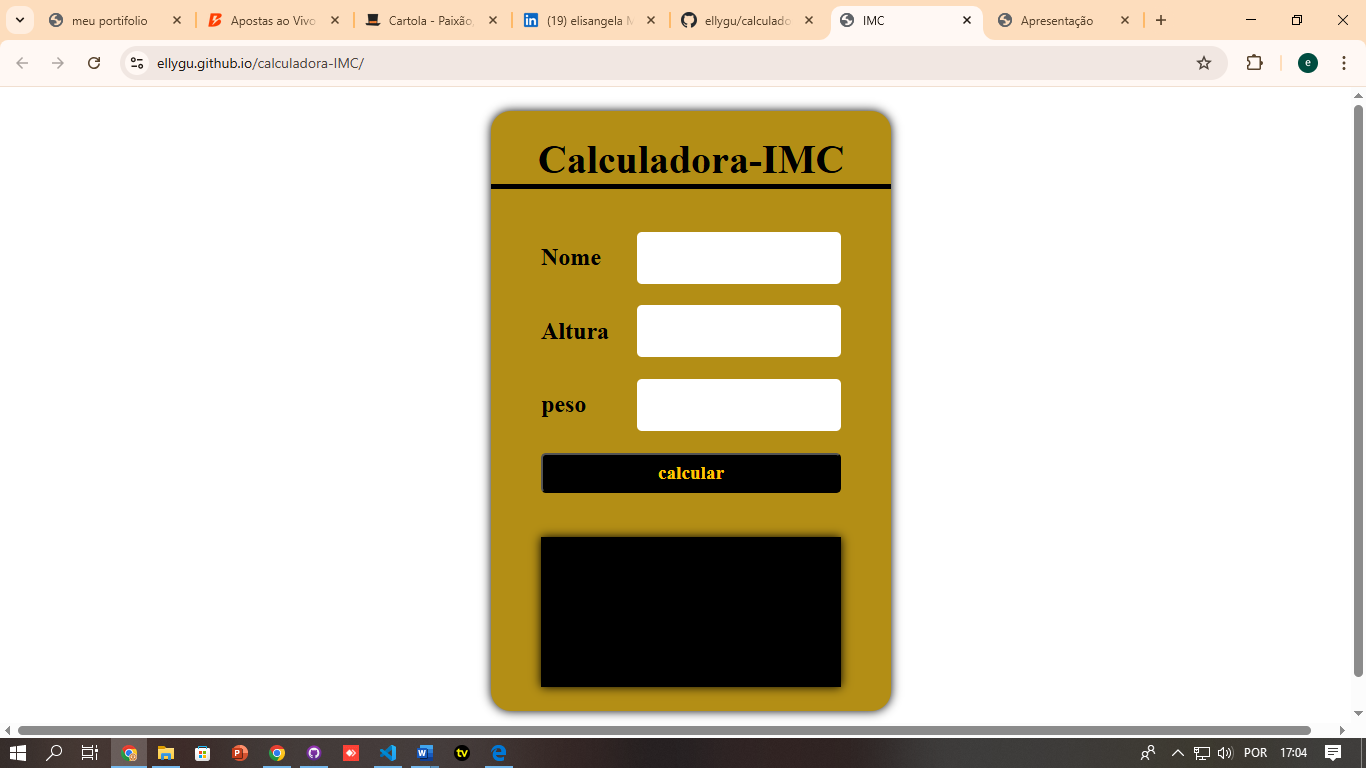 meu portifolio
Apostas ao Vivo
Cartola - Paixão,
(19) elisangela M
ellygu/calculado
IMC
Apresentação
ellygu.github.io/calculadora-IMC/
e
Calculadora-IMC
Nome
Altura
peso
calcular
POR
17:04